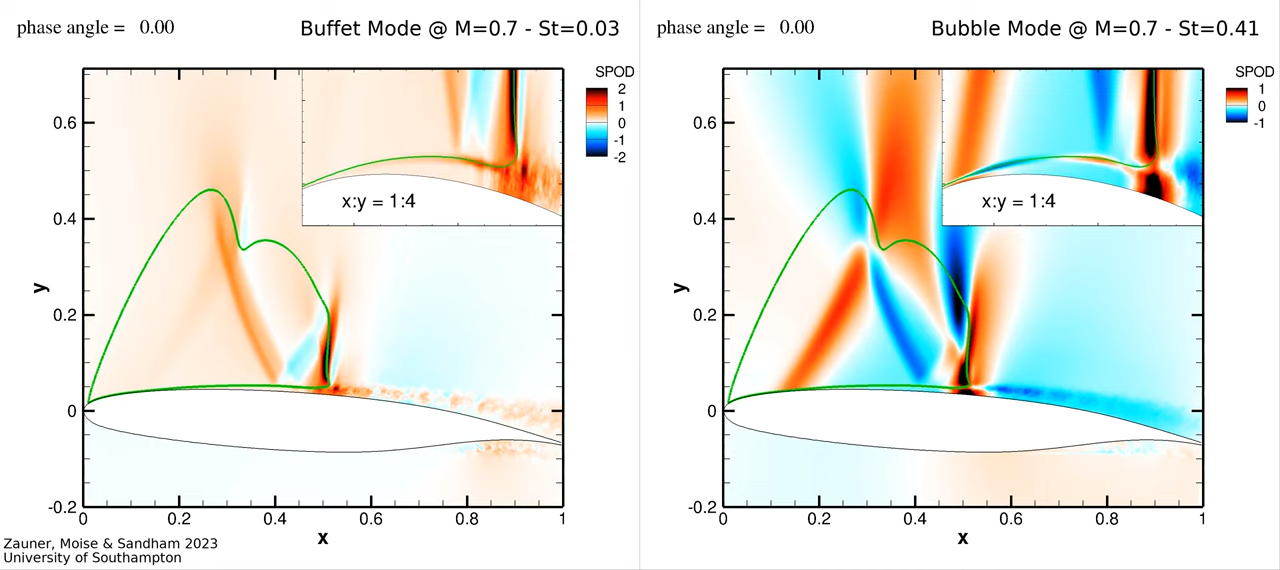 phase angle = 0.00
Buffet Mode @ M=0.7 - St=0.03
SPOD
2
1
0
-1
-2
x:y = 1:4
y
0.6
0.4
0.2
0
-0.2
0 0.2 0.4 0.6 0.8 1
x
Zauner, Moise & Sandham 2023
University of Southampton
phase angle = 0.00
Bubble Mode @ M=0.7 - St=0.41
SPOD
1
0
-1
x:y = 1:4
y
0.6
0.4
0.2
0
-0.2
0 0.2 0.4 0.6 0.8 1
x